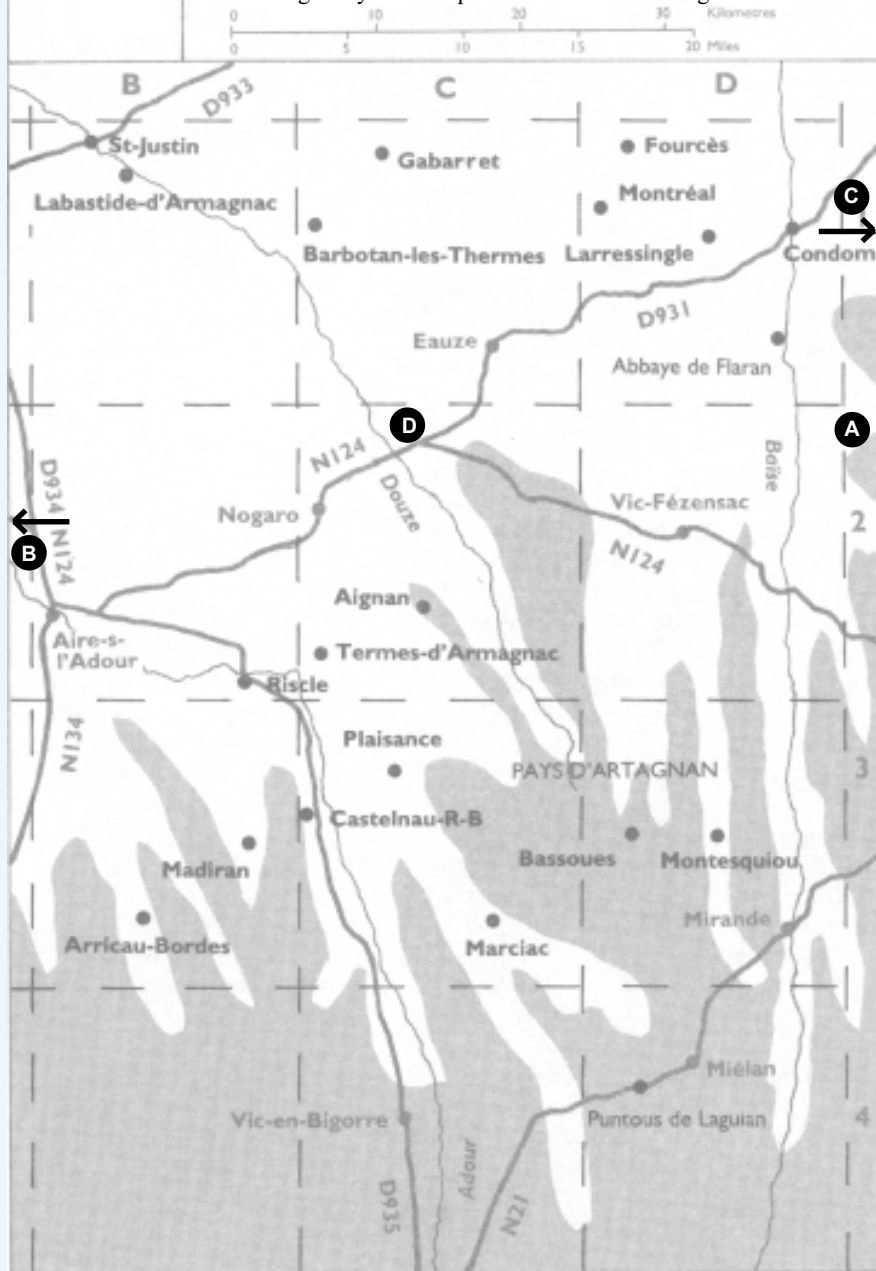 0 10 20 30 Kilometres
0 5 10 15 20 Miles
B C D
D933
St-Justin
Gabarret
Fourcès
Labastide-d'Armagnac
Montréal
C
Barbotan-les-Thermes
Larressingle
Condom
D931
Eauze
Abbaye de Flaran
D
A
N124
Baïse
D934
N124
Douze
Nogaro
Vic-Fézensac
2
B
N124
Aignan
Aire-s-
l'Adour
Termes-d'Armagnac
Riscle
N134
Plaisance
PAYS D'ARTAGNAN
3
Castelnau-R-B
Madiran
Bassoues
Montesquiou
Arricau-Bordes
Marciac
Mirande
Miélan
Vic-en-Bigorre
Puntous de Laguian
4
Adour
D935
N21